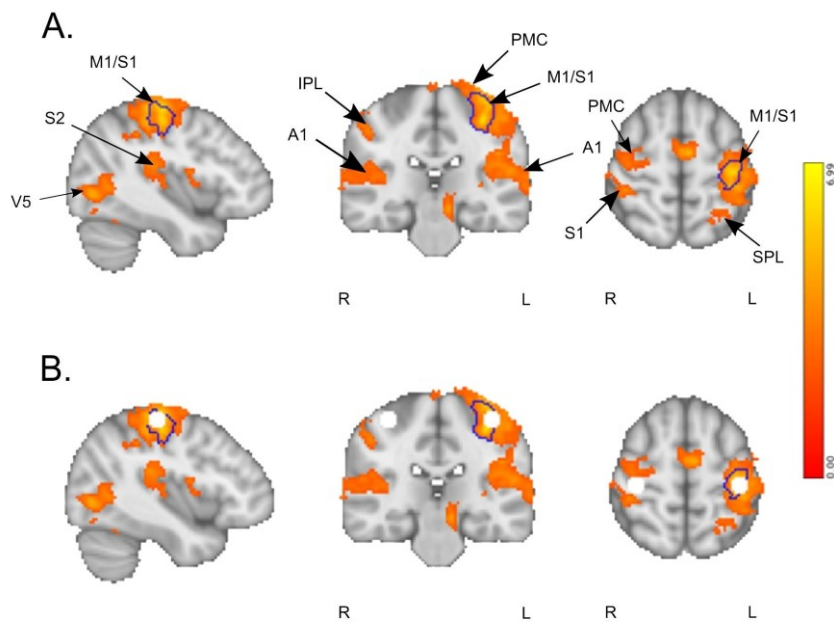 A.
PMC
M1/S1
IPL
M1/S1
S2
A1
PMC
M1/S1
A1
V5
S1
SPL
R
L
R
L
6.99
0.00
B.
R
L
R
L